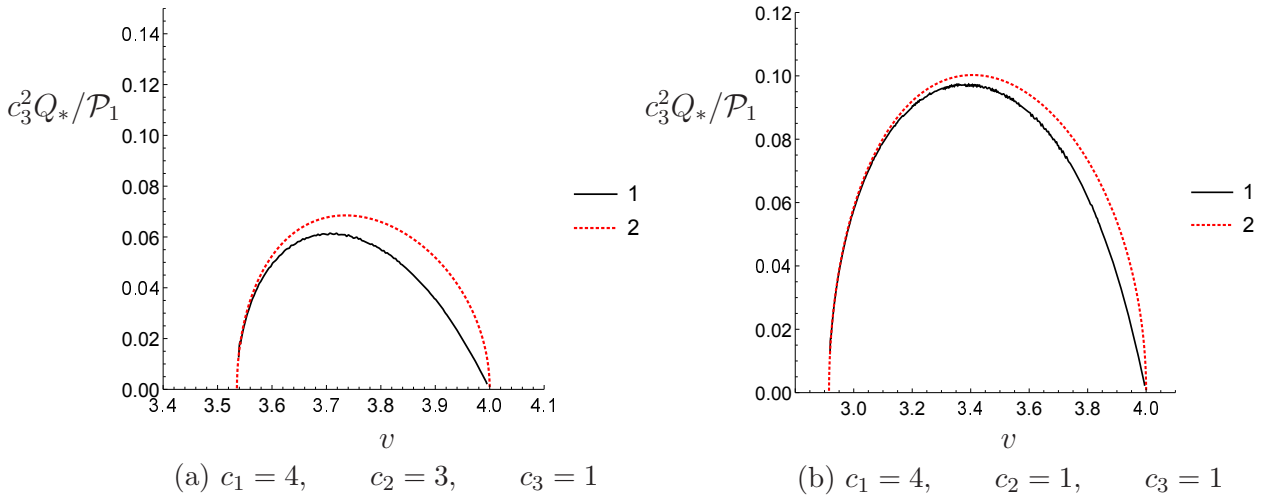 0.14
0.12
c_3^2 Q_*/𝒫_1
0.10
0.08
0.06
0.04
0.02
0.00
3.4 3.5 3.6 3.7 3.8 3.9 4.0 4.1
v
1
2
(a) c_1 = 4, c_2 = 3, c_3 = 1
0.12
0.10
c_3^2 Q_*/𝒫_1
0.08
0.06
0.04
0.02
0.00
3.0 3.2 3.4 3.6 3.8 4.0
v
1
2
(b) c_1 = 4, c_2 = 1, c_3 = 1